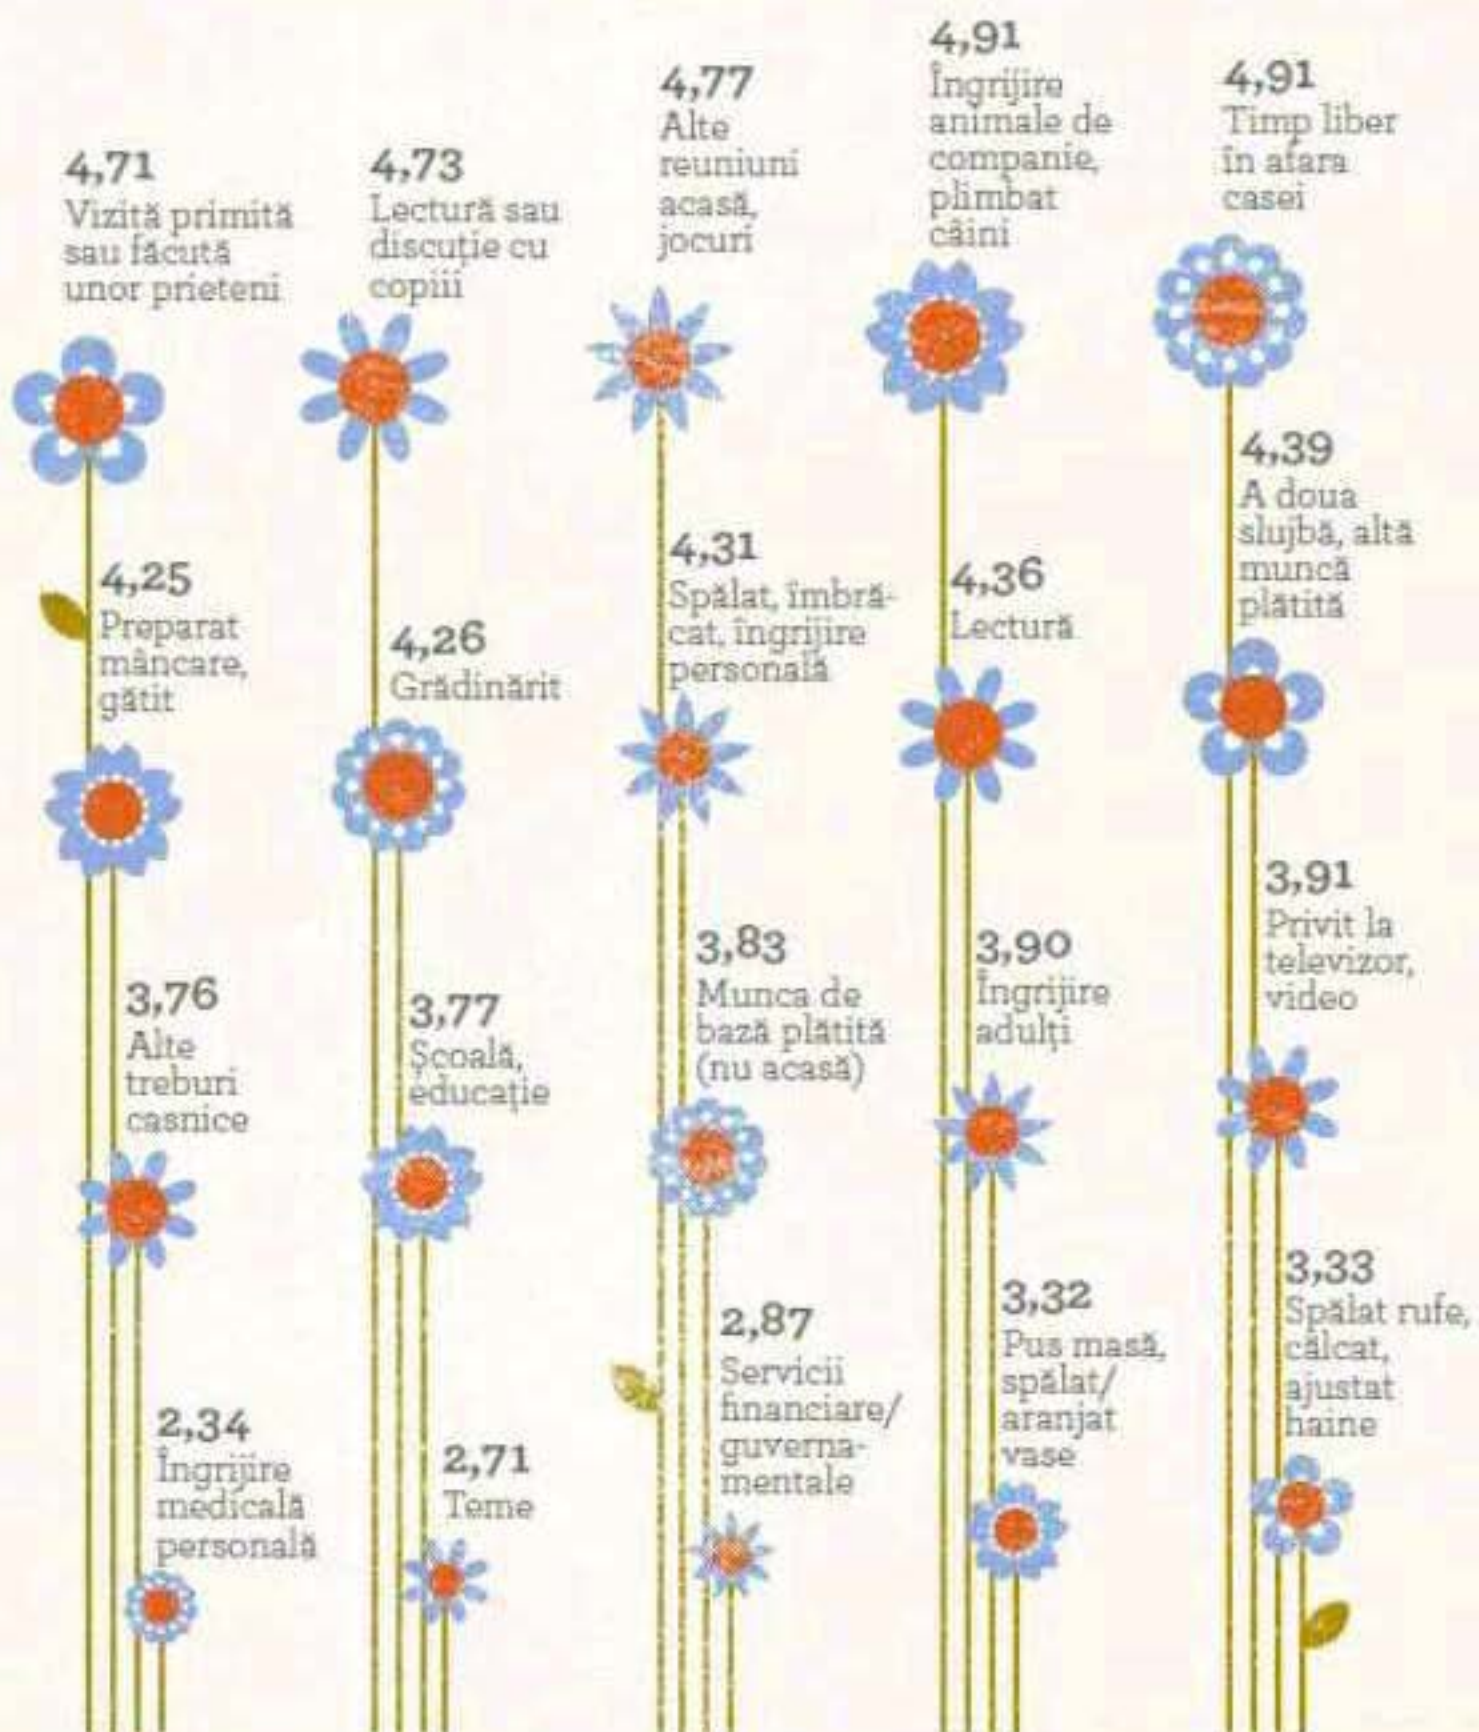 4,71
Vizită primită
sau făcută
unor prieteni
4,73
Lectură sau
discuție cu
copiii
4,77
Alte
reuniuni
acasă,
jocuri
4,91
Îngrijire
animale de
companie,
plimbat
câini
4,91
Timp liber
în afara
casei
4,25
Preparat
mâncare,
gătit
4,26
Grădinărit
4,31
Spălat, îmbră-
cat, îngrijire
personală
4,36
Lectură
4,39
A doua
slujbă, altă
muncă
plătită
3,76
Alte
treburi
casnice
3,77
Școală,
educație
3,83
Munca de
bază plătită
(nu acasă)
3,90
Îngrijire
adulți
3,91
Privit la
televizor,
video
2,34
Îngrijire
medicală
personală
2,71
Teme
2,87
Servicii
financiare/
guverna-
mentale
3,32
Pus masă,
spălat/
aranjat
vase
3,33
Spălat rufe,
călcat,
ajustat
haine